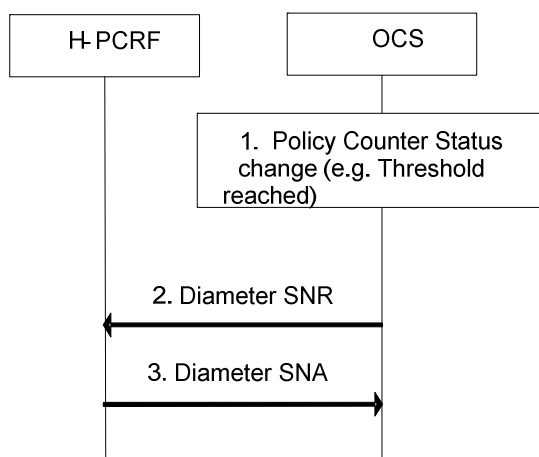 H-PCRF
OCS
1. Policy Counter Status
change (e.g. Threshold
reached)
2. Diameter SNR
3. Diameter SNA